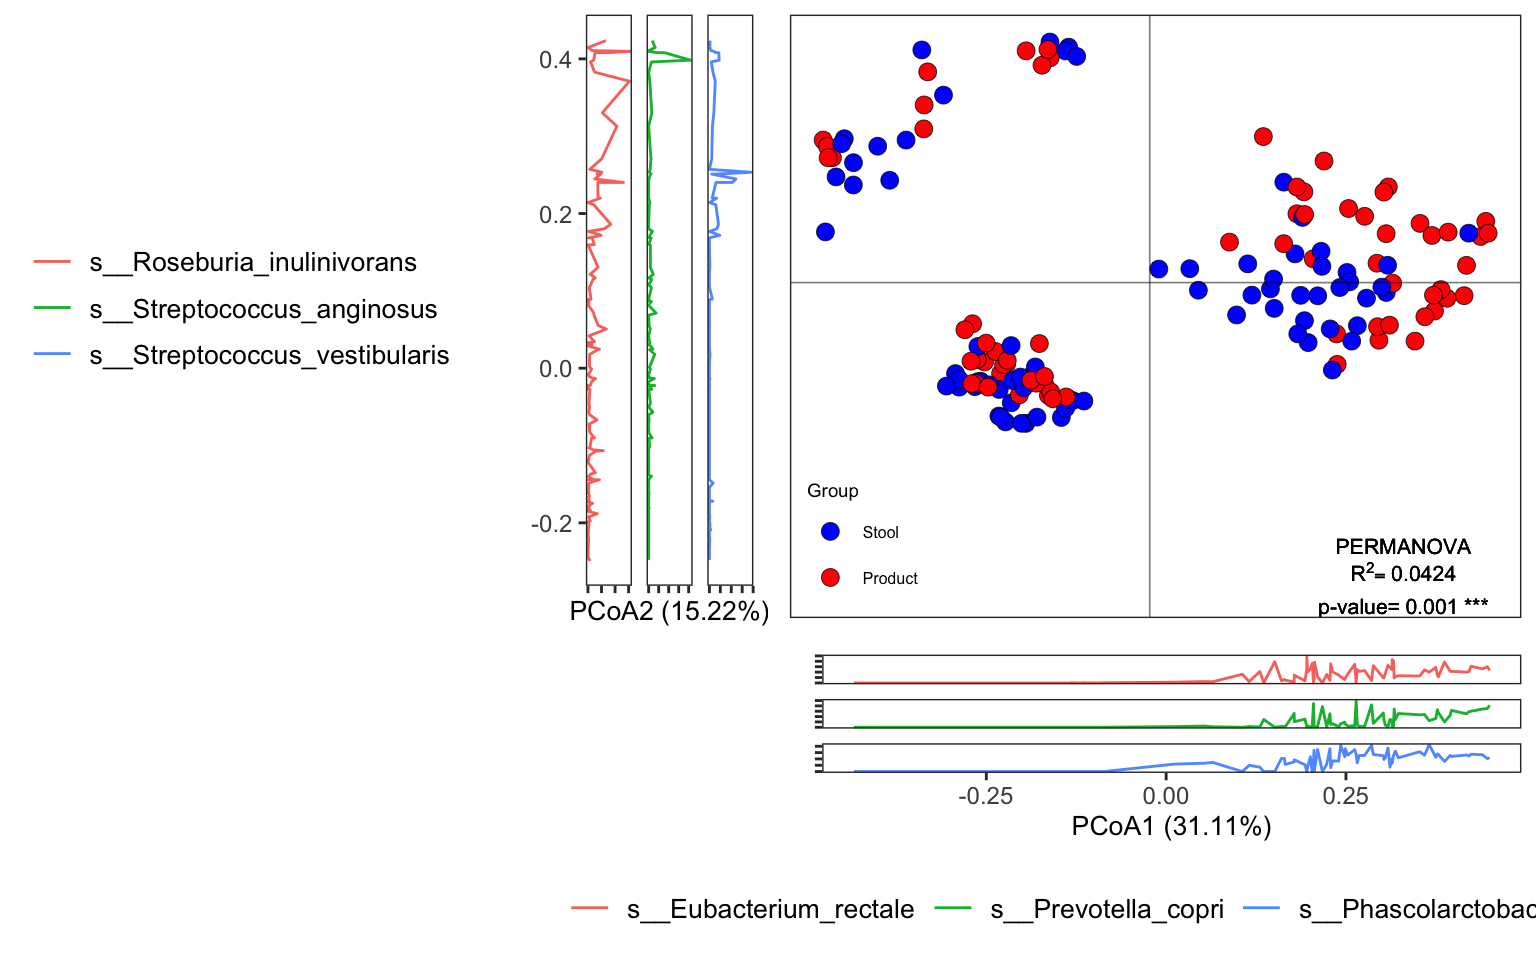 s__Roseburia_inulinivorans
s__Streptococcus_anginosus
s__Streptococcus_vestibularis
0.4
0.2
0.0
-0.2
PCoA2 (15.22%)
Group
Stool
Product
PERMANOVA
R²= 0.0424
p-value= 0.001 ***
-0.25
0.00
0.25
PCoA1 (31.11%)
s__Eubacterium_rectale
s__Prevotella_copri
s__Phascolarctobac